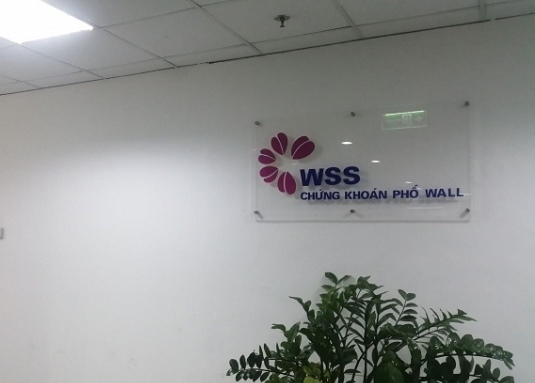 WSS
CHỨNG KHOÁN PHỐ WALL